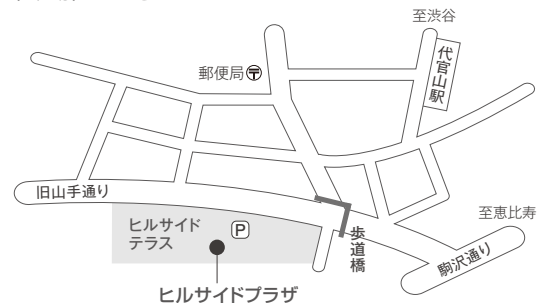 至渋谷
代官山駅
郵便局〒
旧山手通り
ヒルサイド
テラス
P
歩道橋
至恵比寿
駒沢通り
ヒルサイドプラザ